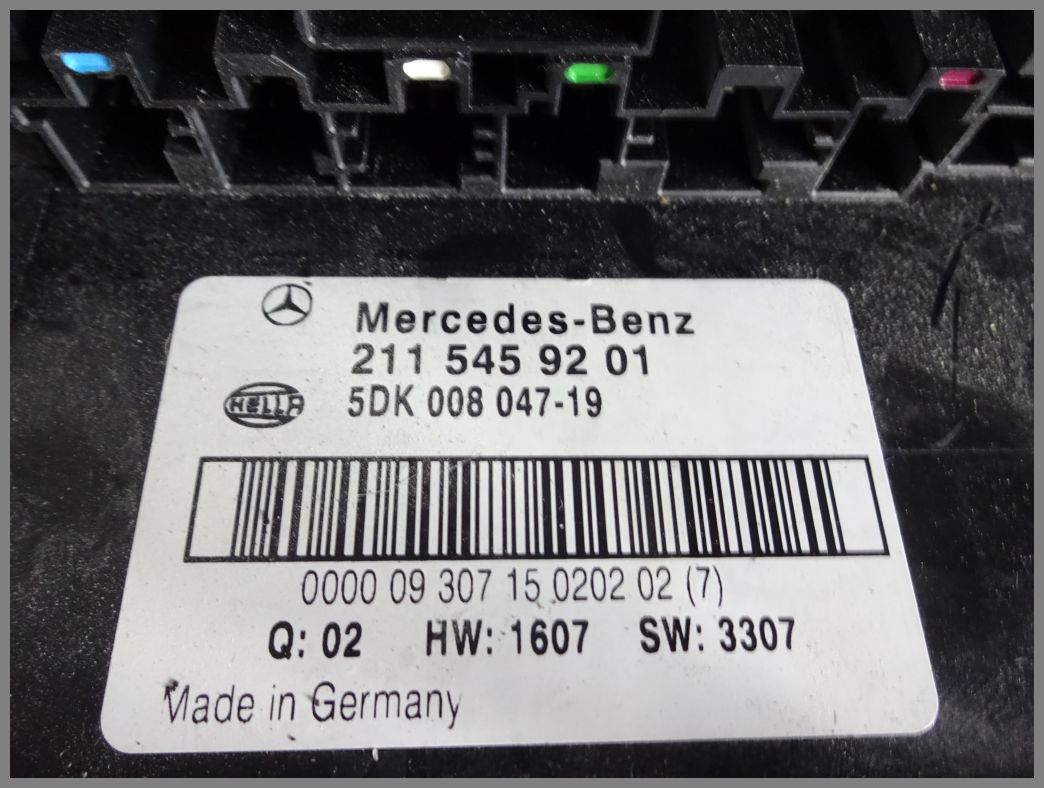 Mercedes-Benz
211 545 92 01
HELLA 5DK 008 047-19
0000 09 307 15 0202 02 (7)
Q: 02 HW: 1607 SW: 3307
Made in Germany